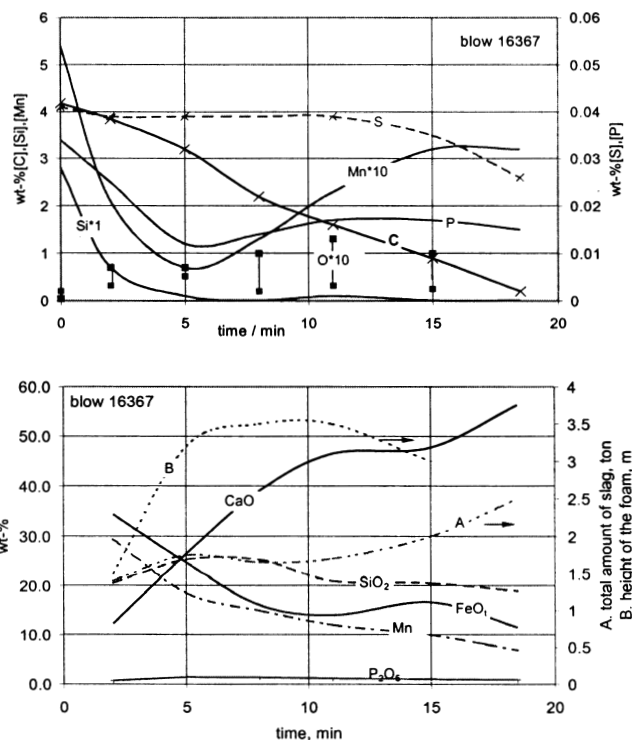 blow 16367
6
5
4
3
2
1
0
wt-%[C],[Si],[Mn]
0.06
0.05
0.04
0.03
0.02
0.01
0
wt-%[S],[P]
S
Mn*10
Si*1
P
C
O*10
0 5 10 15 20
time / min
blow 16367
60.0
50.0
40.0
30.0
20.0
10.0
0.0
wt-%
4
3.5
3
2.5
2
1.5
1
0.5
0
A. total amount of slag, ton
B. height of the foam, m
B
CaO
A
SiO₂
FeOₜ
Mn
P₂O₅
0 5 10 15 20
time, min